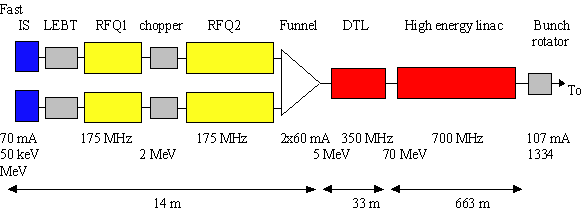 Fast
IS LEBT RFQ1 chopper RFQ2 Funnel DTL High energy linac Bunch
rotator
To
70 mA 175 MHz 175 MHz 2x60 mA 350 MHz 700 MHz 107 mA
50 keV 2 MeV 5 MeV 70 MeV 1334
MeV
14 m 33 m 663 m